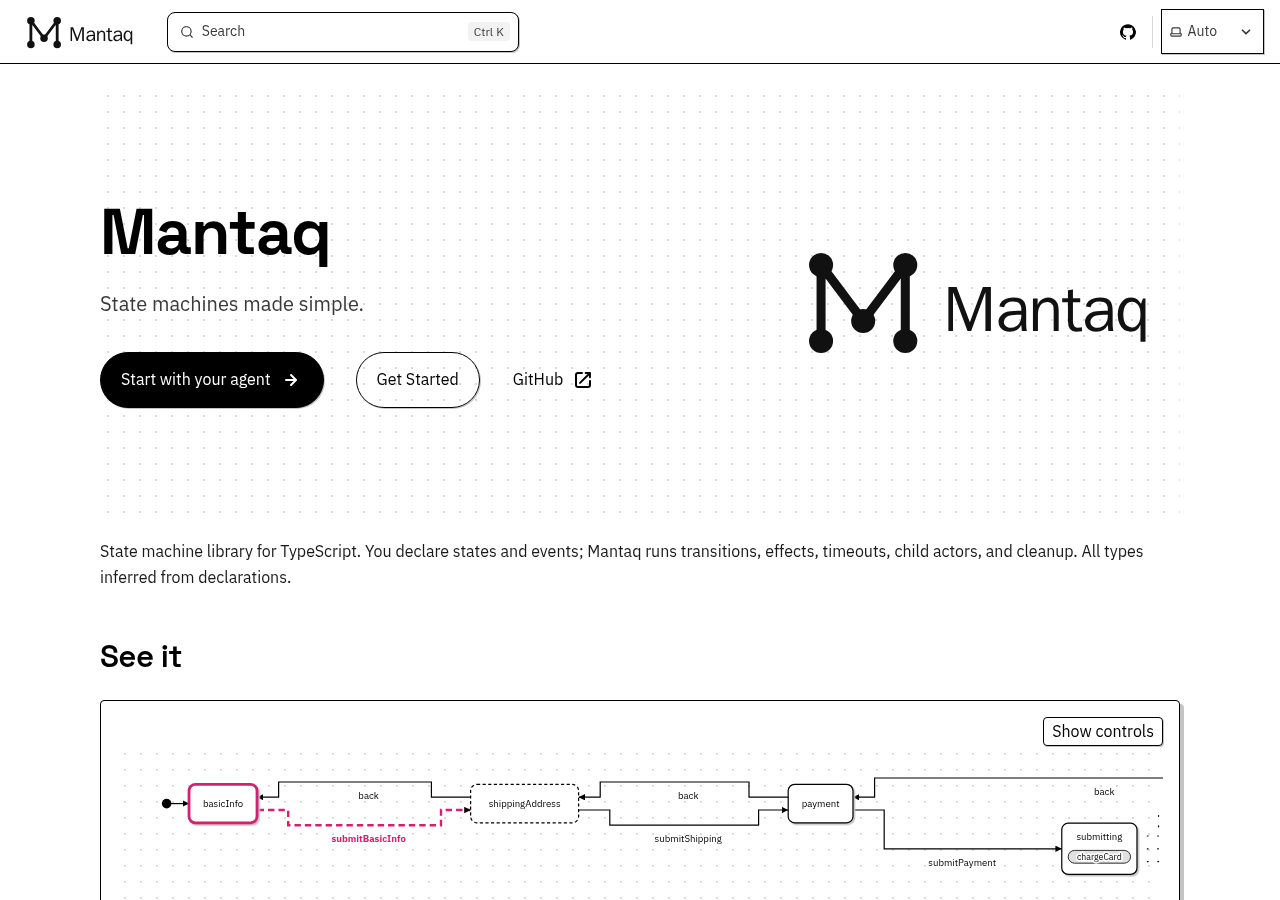 Mantaq
Search
Ctrl K
Auto
Mantaq
State machines made simple.
Start with your agent
Get Started
GitHub
Mantaq
State machine library for TypeScript. You declare states and events; Mantaq runs transitions, effects, timeouts, child actors, and cleanup. All types
inferred from declarations.
See it
Show controls
back
back
back
basicInfo
shippingAddress
payment
submitBasicInfo
submitShipping
submitting
chargeCard
submitPayment